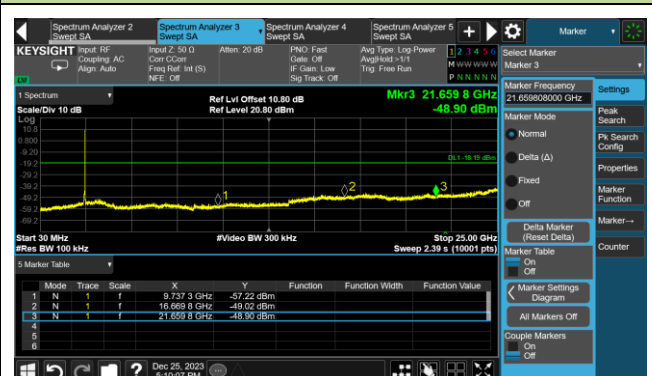 Spectrum Analyzer 2
Swept SA
Spectrum Analyzer 3
Swept SA
Spectrum Analyzer 4
Swept SA
Spectrum Analyzer 5
Swept SA
Marker
KEYSIGHT
Input: RF
Coupling: AC
Align: Auto
Input Z: 50 Ω
Corr CCorr
Freq Ref: Int (S)
NFE: Off
Atten: 20 dB
PNO: Fast
Gate: Off
IF Gain: Low
Sig Track: Off
Avg Type: Log-Power
Avg|Hold:>1/1
Trig: Free Run
1 2 3 4 5 6
M W W W W W
P N N N N N
Select Marker
Marker 3
1 Spectrum
Scale/Div 10 dB
Log
Ref Lvl Offset 10.80 dB
Ref Level 20.80 dBm
Mkr3 21.659 8 GHz
-48.90 dBm
10.8
0.800
-9.20
-19.2
-29.2
-39.2
-49.2
-59.2
-69.2
DL1 -18.19 dBm
1
2
3
Start 30 MHz
#Res BW 100 kHz
#Video BW 300 kHz
Stop 25.00 GHz
Sweep 2.39 s (10001 pts)
5 Marker Table
Mode Trace Scale X Y Function Function Width Function Value
1 N 1 f 9.737 3 GHz -57.22 dBm
2 N 1 f 16.669 8 GHz -49.02 dBm
3 N 1 f 21.659 8 GHz -48.90 dBm
4
5
6
Dec 25, 2023
5:10:07 PM
Marker Frequency
21.659808000 GHz
Marker Mode
Normal
Delta (Δ)
Fixed
Off
Delta Marker
(Reset Delta)
Marker Table
On
Off
Marker Settings
Diagram
All Markers Off
Couple Markers
On
Off
Settings
Peak
Search
Pk Search
Config
Properties
Marker
Function
Marker→
Counter